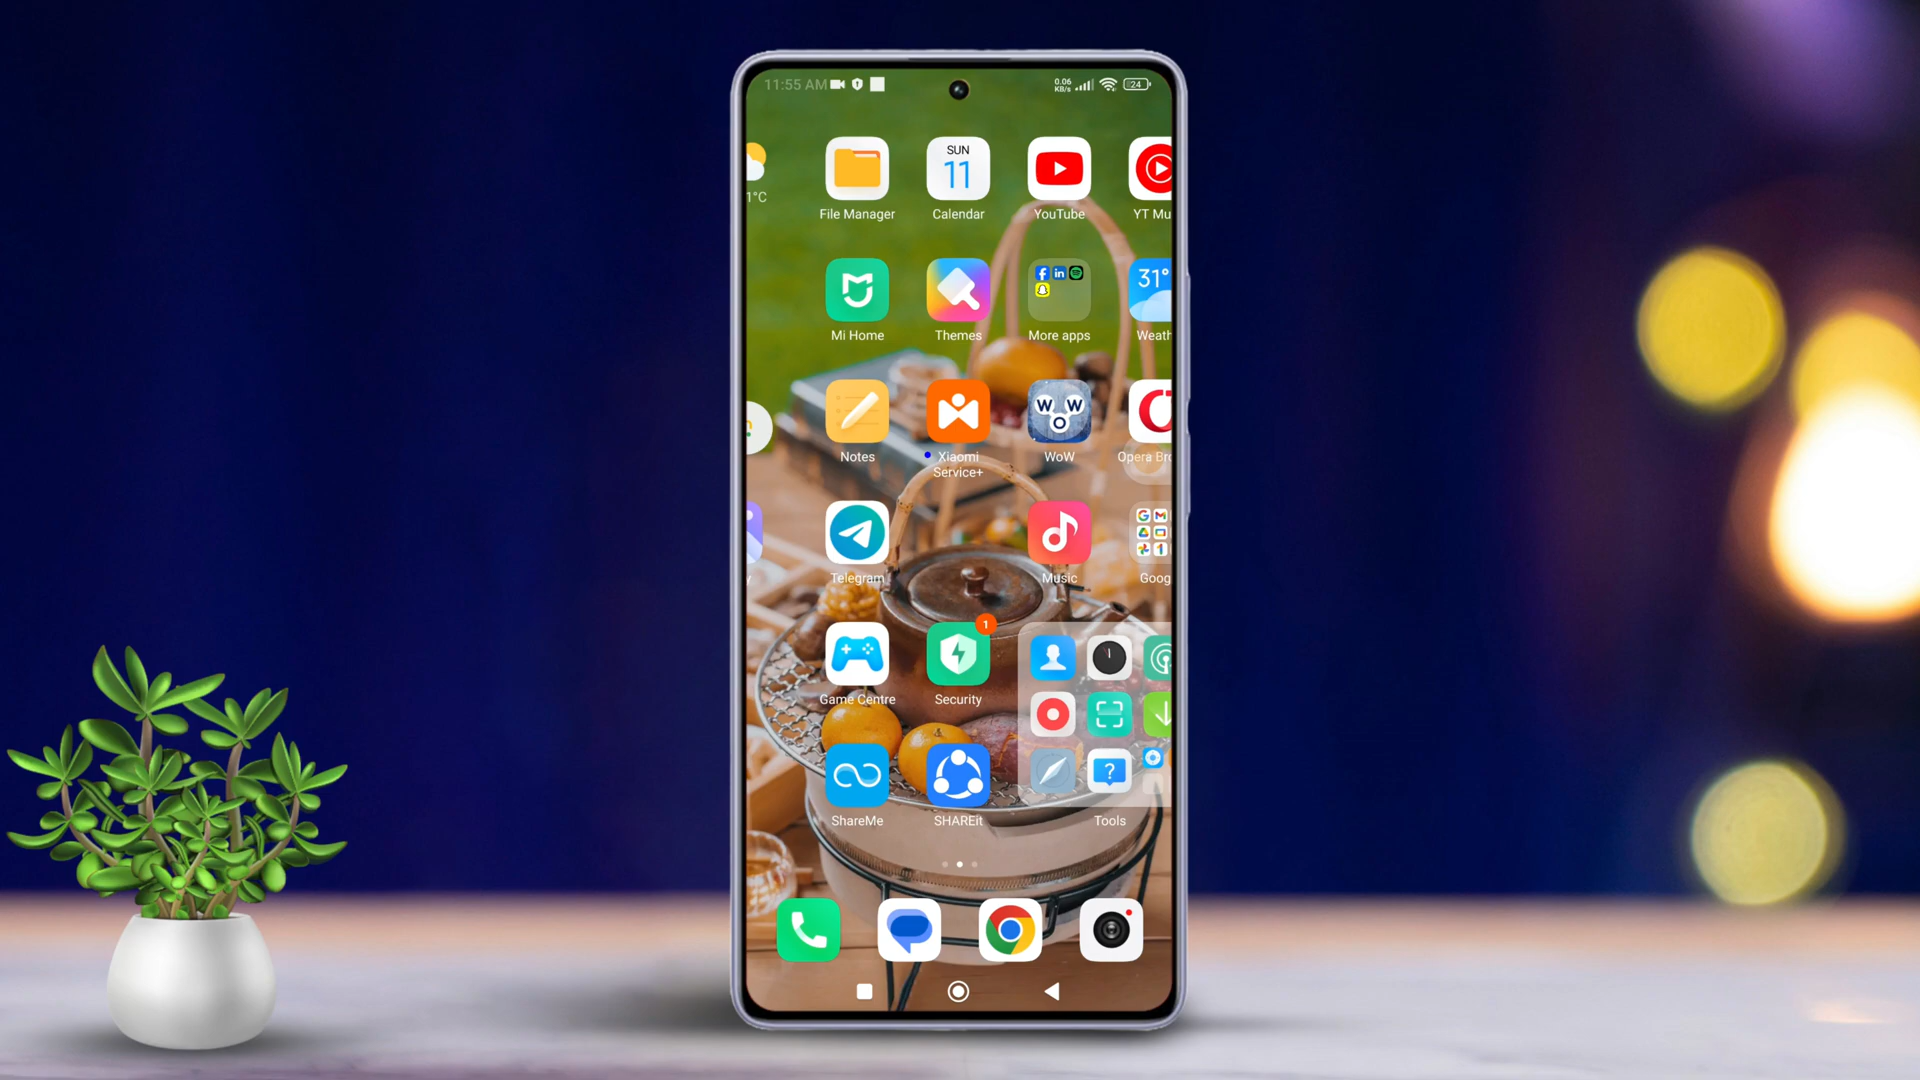 11:55 AM
0.06
KB/s
24
1°C
SUN
11
File Manager
Calendar
YouTube
YT Mu
31°
Mi Home
Themes
More apps
Weath
W W
O
Notes
Xiaomi
Service+
WoW
Opera Bro
Telegram
Music
Goog
1
Game Centre
Security
?
ShareMe
SHAREit
Tools